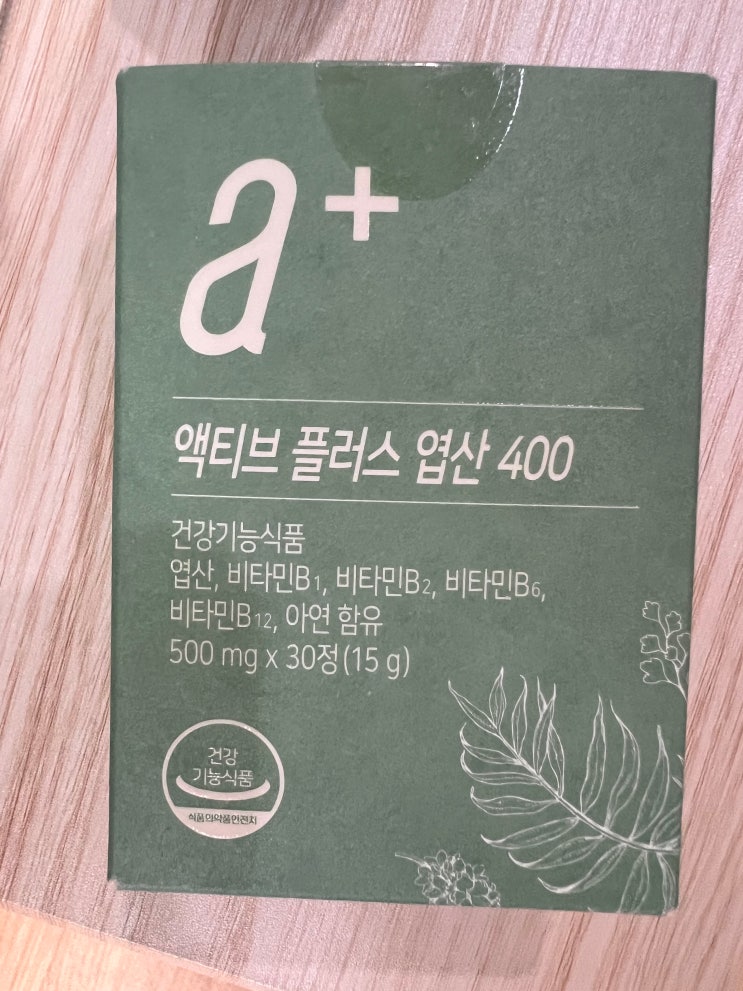 a+
액티브 플러스 엽산 400
건강기능식품
엽산, 비타민B1, 비타민B2, 비타민B6,
비타민B12, 아연 함유
500 mg x 30정(15 g)
건강
기능식품
식품의약품안전처